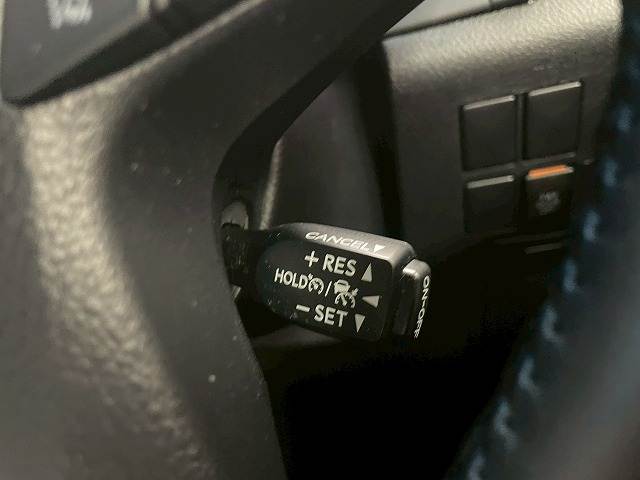 CANCEL▼
+ RES ▲
HOLD / ◀
− SET ▼
ON-OFF